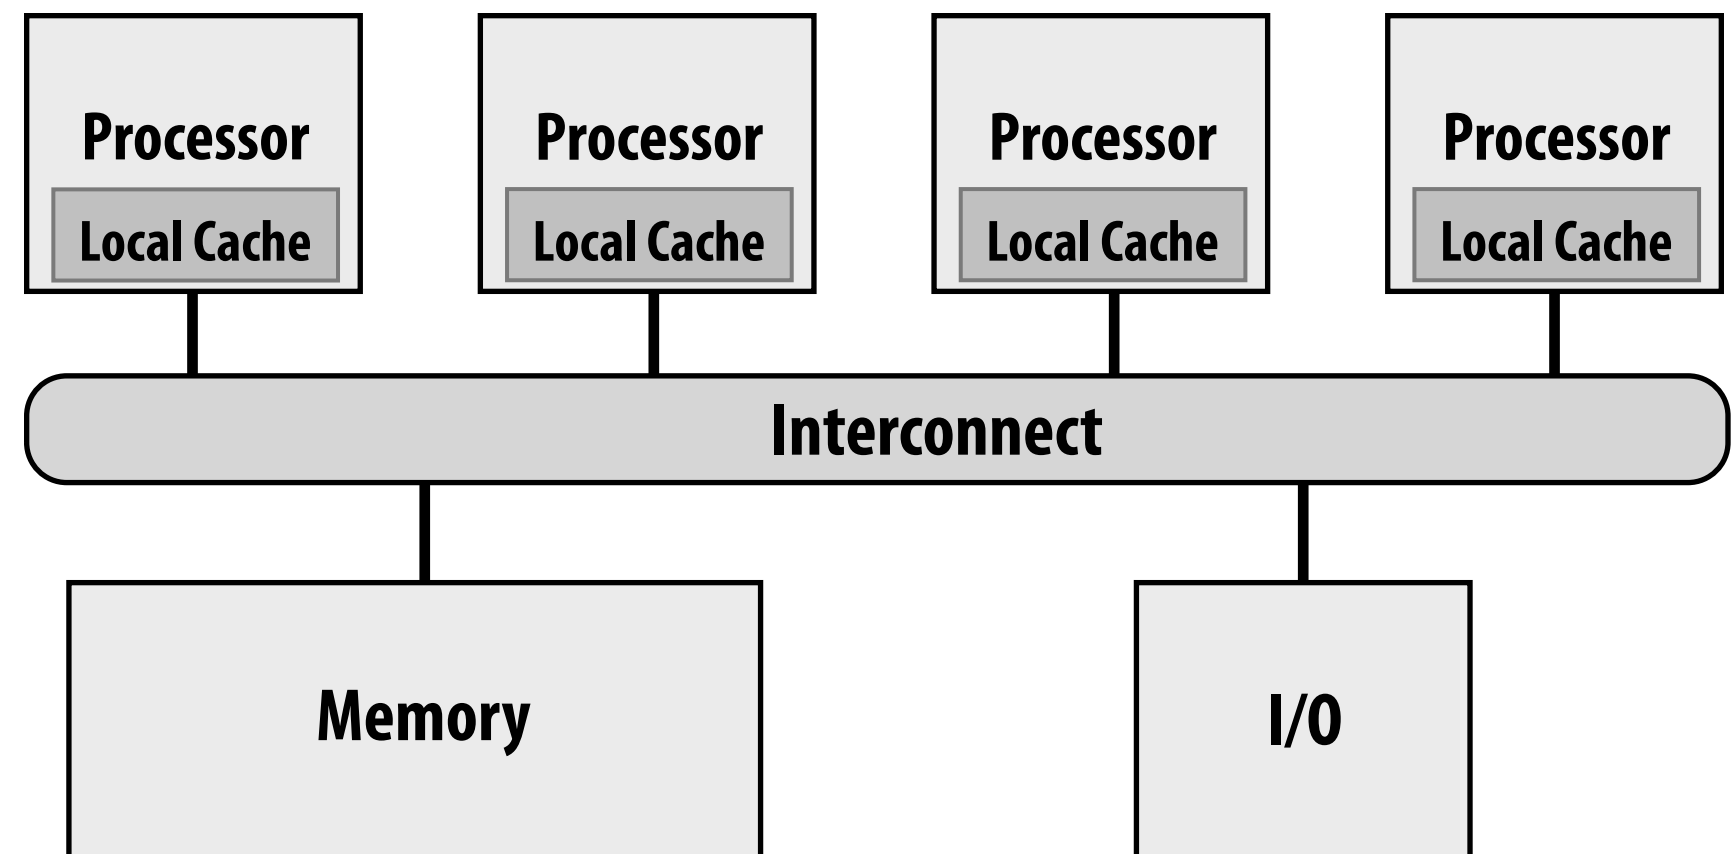 Processor
Processor
Processor
Processor
Local Cache
Local Cache
Local Cache
Local Cache
Interconnect
Memory
I/O